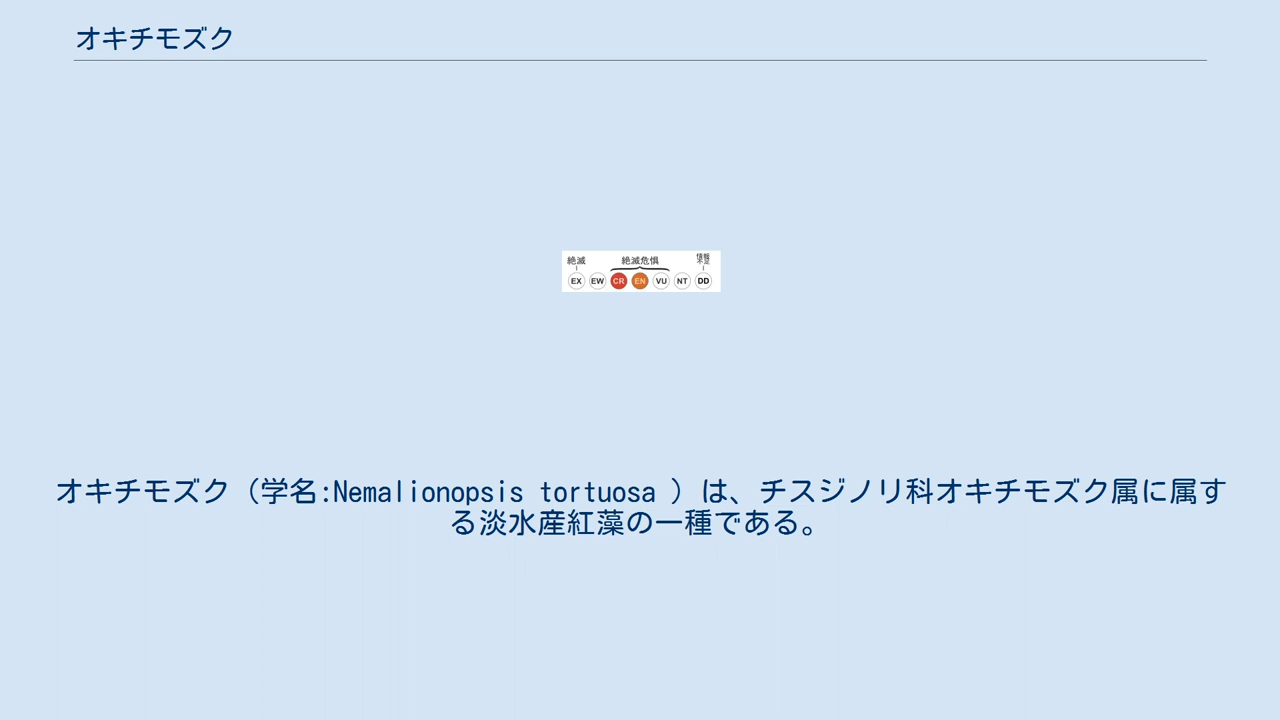 オキチモズク
絶滅 絶滅危惧 情報不足
EX EW CR EN VU NT DD
オキチモズク（学名:Nemalionopsis tortuosa ）は、チスジノリ科オキチモズク属に属す
る淡水産紅藻の一種である。